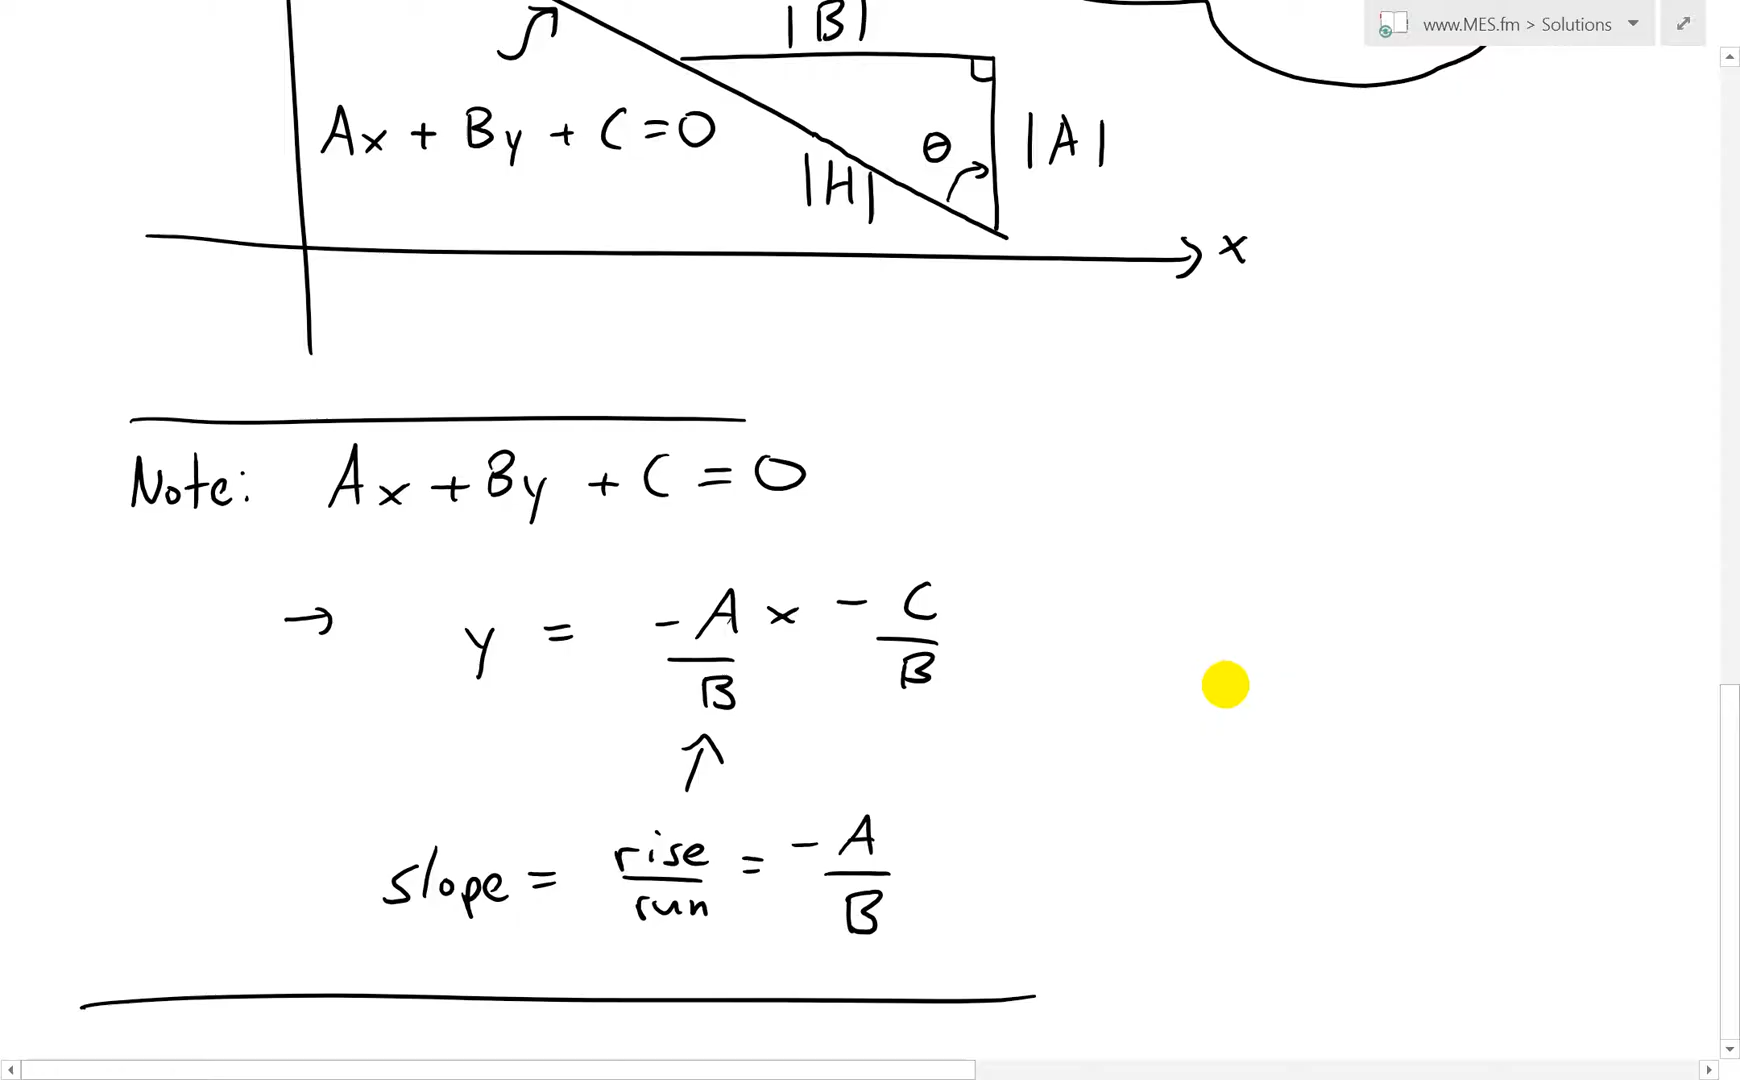 |B|
www.MES.fm > Solutions
Ax + By + C = 0
θ
|A|
|H|
x
Note: Ax + By + C = 0
→ y = -A/B x - C/B
↑
slope = rise/run = -A/B